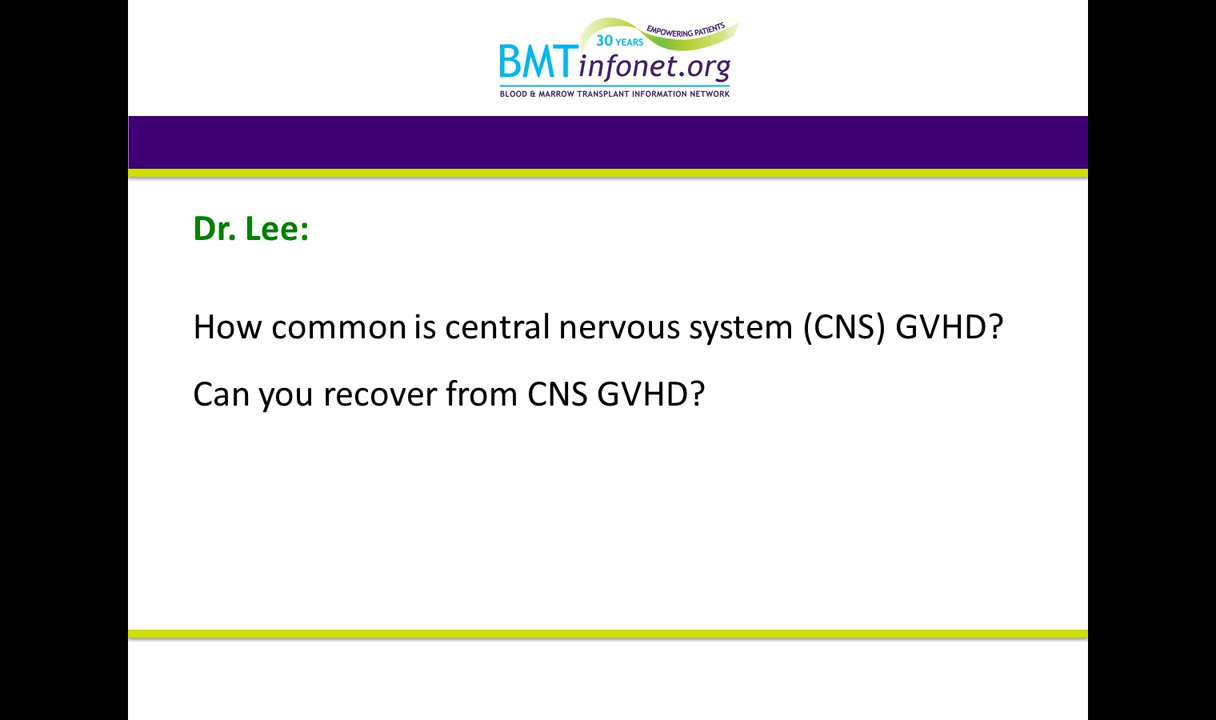 30 YEARS EMPOWERING PATIENTS
BMTinfonet.org
BLOOD & MARROW TRANSPLANT INFORMATION NETWORK
Dr. Lee:
How common is central nervous system (CNS) GVHD?
Can you recover from CNS GVHD?